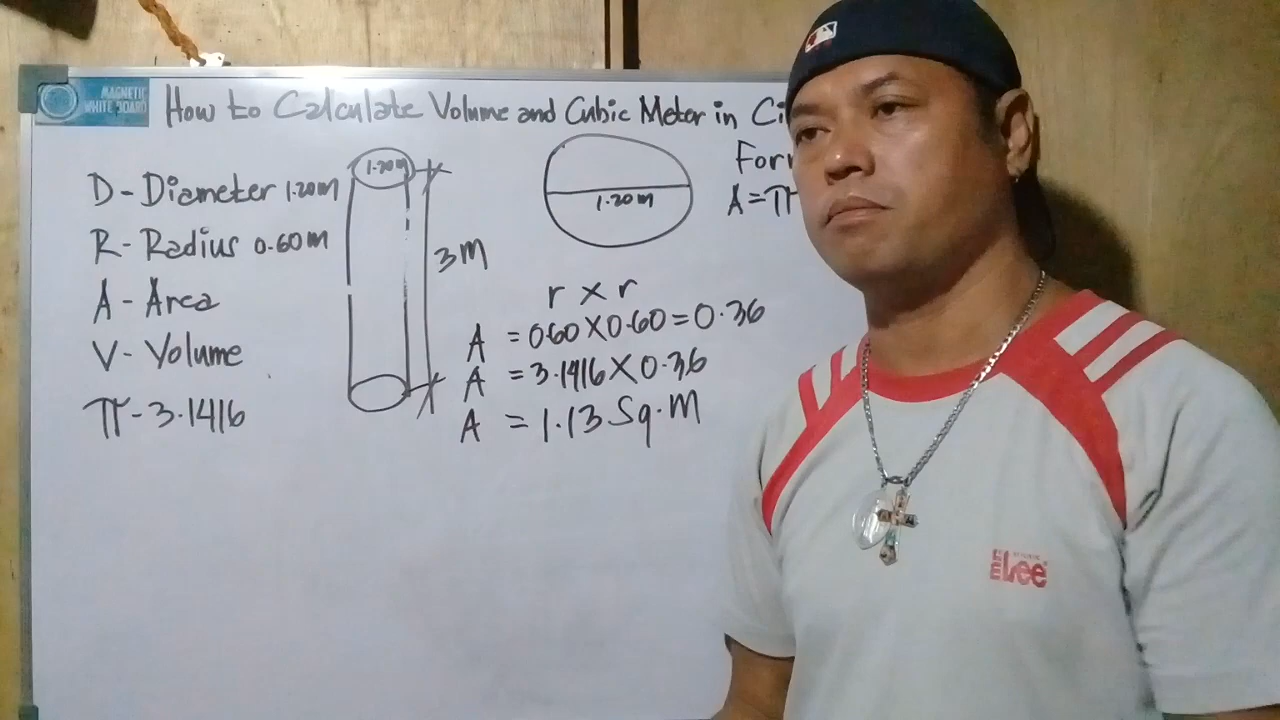 MAGNETIC
WHITE BOARD
How to Calculate Volume and Cubic Meter in Ci
D - Diameter 1.20m
R - Radius 0.60m
A - Area
V - Volume
π - 3.1416
1.20m
3m
1.20m
For
A = π
r x r
A = 0.60 X 0.60 = 0.36
A = 3.1416 X 0.36
A = 1.13 Sq.m
Lee